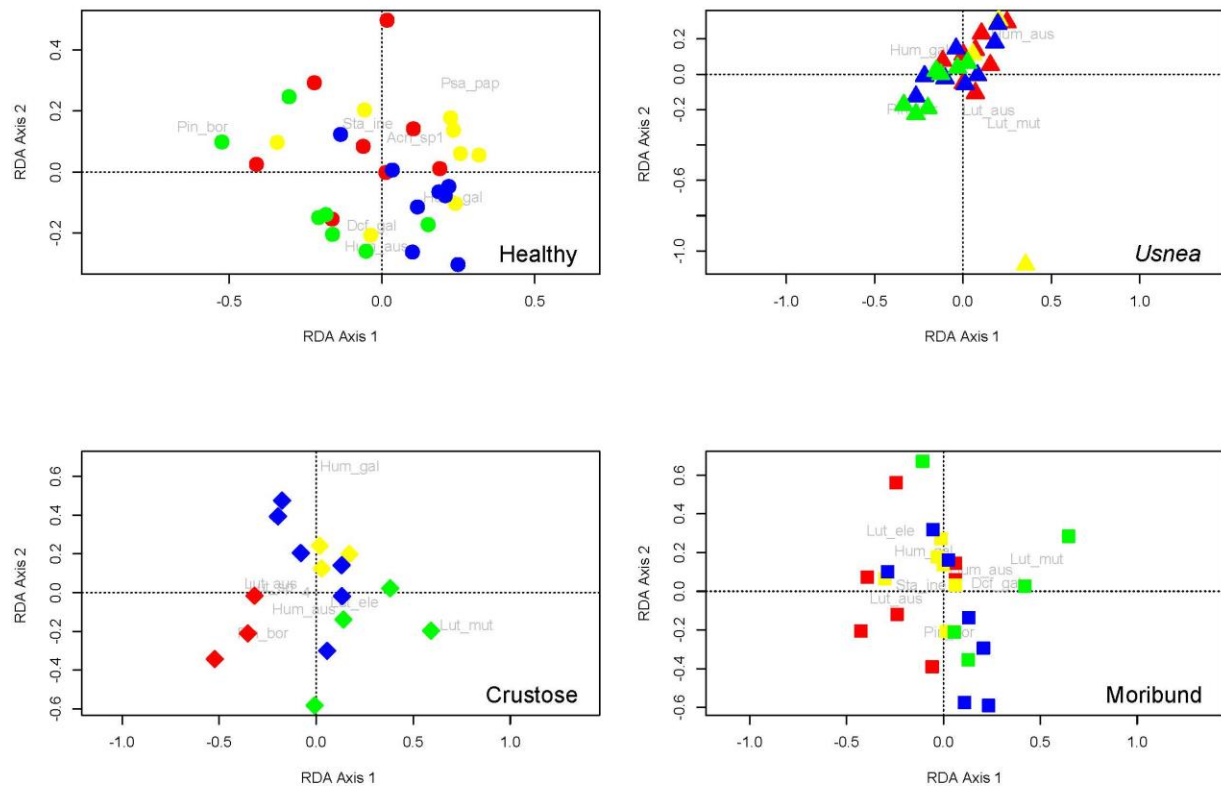 0.4
0.2
0.0
-0.2
RDA Axis 2
Psa_pap
Pin_bor
Sta_ine
Acn_sp1
Dcf_gal
Hum_aus
Healthy
-0.5
0.0
0.5
RDA Axis 1
0.2
0.0
-0.2
-0.6
-1.0
RDA Axis 2
Hum_aus
Hum_gal
Lut_aus
Lut_mut
Usnea
-1.0
-0.5
0.0
0.5
1.0
RDA Axis 1
0.6
0.4
0.2
0.0
-0.2
-0.4
-0.6
RDA Axis 2
Hum_gal
Lut_aus
Hum_aus
Lut_mut
Crustose
-1.0
-0.5
0.0
0.5
1.0
RDA Axis 1
0.6
0.4
0.2
0.0
-0.2
-0.4
-0.6
RDA Axis 2
Lut_ele
Hum_gal
Lut_mut
Sta_ine
Dcf_gal
Lut_aus
Moribund
-1.0
-0.5
0.0
0.5
1.0
RDA Axis 1